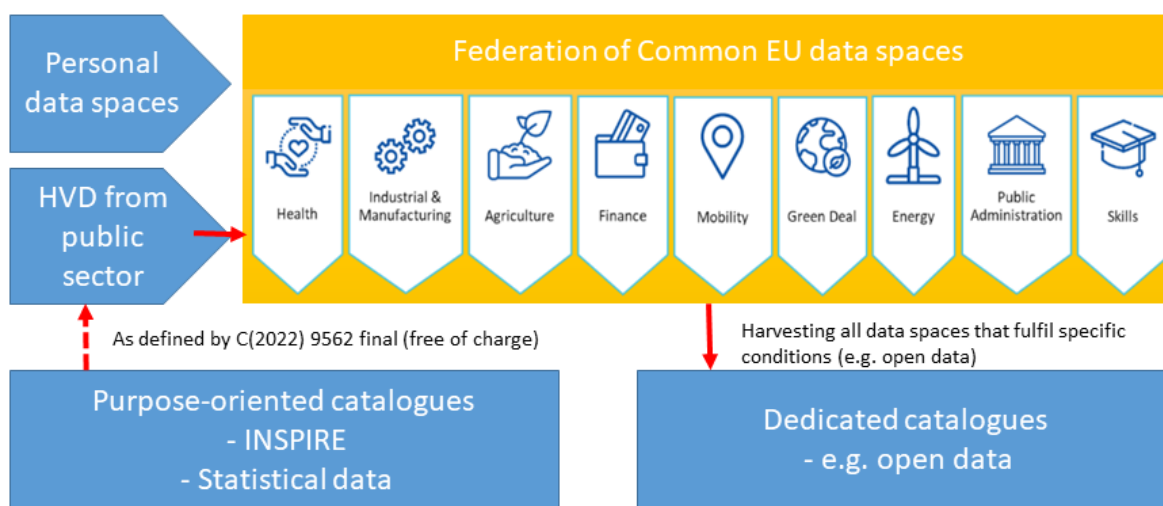 Personal
data spaces
Federation of Common EU data spaces
Health
Industrial &
Manufacturing
Agriculture
Finance
Mobility
Green Deal
Energy
Public
Administration
Skills
HVD from
public
sector
As defined by C(2022) 9562 final (free of charge)
Harvesting all data spaces that fulfil specific
conditions (e.g. open data)
Purpose-oriented catalogues
- INSPIRE
- Statistical data
Dedicated catalogues
- e.g. open data